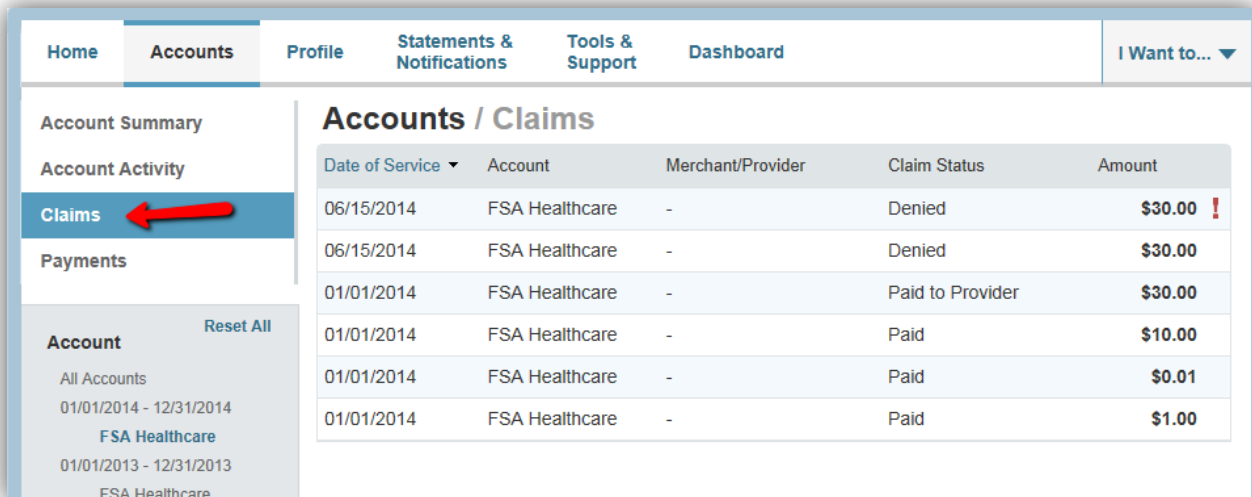 Home Accounts Profile Statements & Notifications Tools & Support Dashboard I Want to...
Account Summary
Account Activity
Claims
Payments
Reset All
Account
All Accounts
01/01/2014 - 12/31/2014
FSA Healthcare
01/01/2013 - 12/31/2013
FSA Healthcare
Accounts / Claims
Date of Service Account Merchant/Provider Claim Status Amount
06/15/2014 FSA Healthcare - Denied $30.00 !
06/15/2014 FSA Healthcare - Denied $30.00
01/01/2014 FSA Healthcare - Paid to Provider $30.00
01/01/2014 FSA Healthcare - Paid $10.00
01/01/2014 FSA Healthcare - Paid $0.01
01/01/2014 FSA Healthcare - Paid $1.00